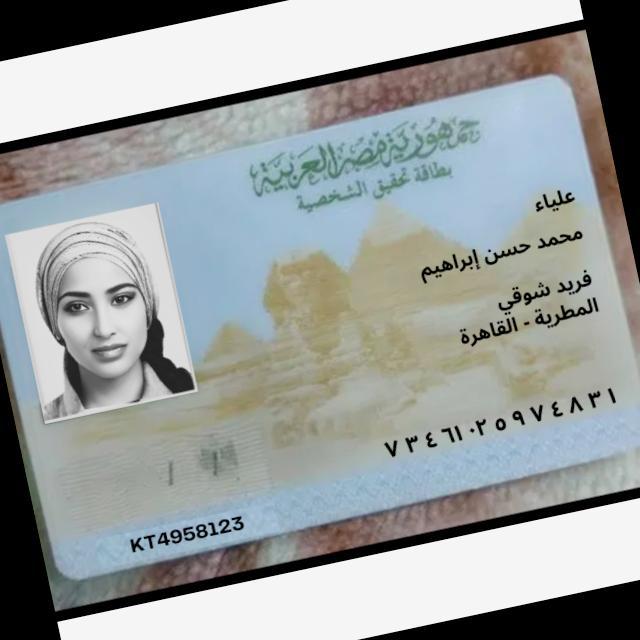 جمهورية مصر العربية
بطاقة تحقيق الشخصية
علياء
محمد حسن إبراهيم
فريد شوقي
المطرية - القاهرة
٧٣٤٦١٠٢٥٩٧٤٨٣١
KT4958123